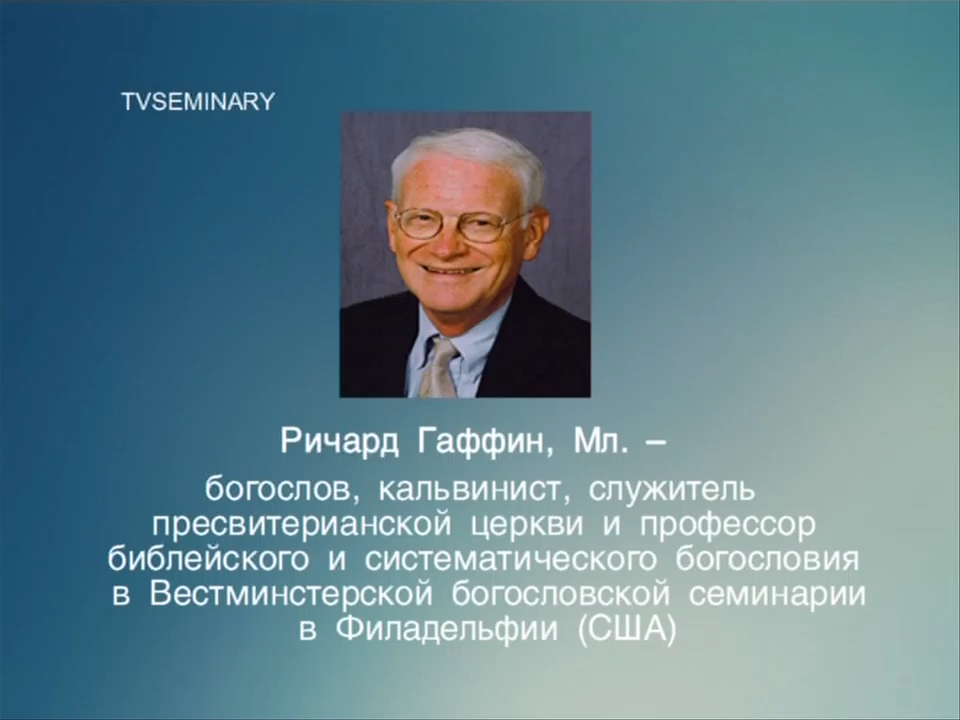 TVSEMINARY
Ричард Гаффин, Мл. –
богослов, кальвинист, служитель
пресвитерианской церкви и профессор
библейского и систематического богословия
в Вестминстерской богословской семинарии
в Филадельфии (США)